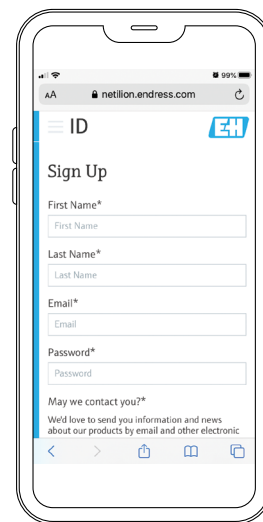 99%
AA netilion.endress.com
ID EH
Sign Up
First Name*
First Name
Last Name*
Last Name
Email*
Email
Password*
Password
May we contact you?*
We'd love to send you information and news
about our products by email and other electronic